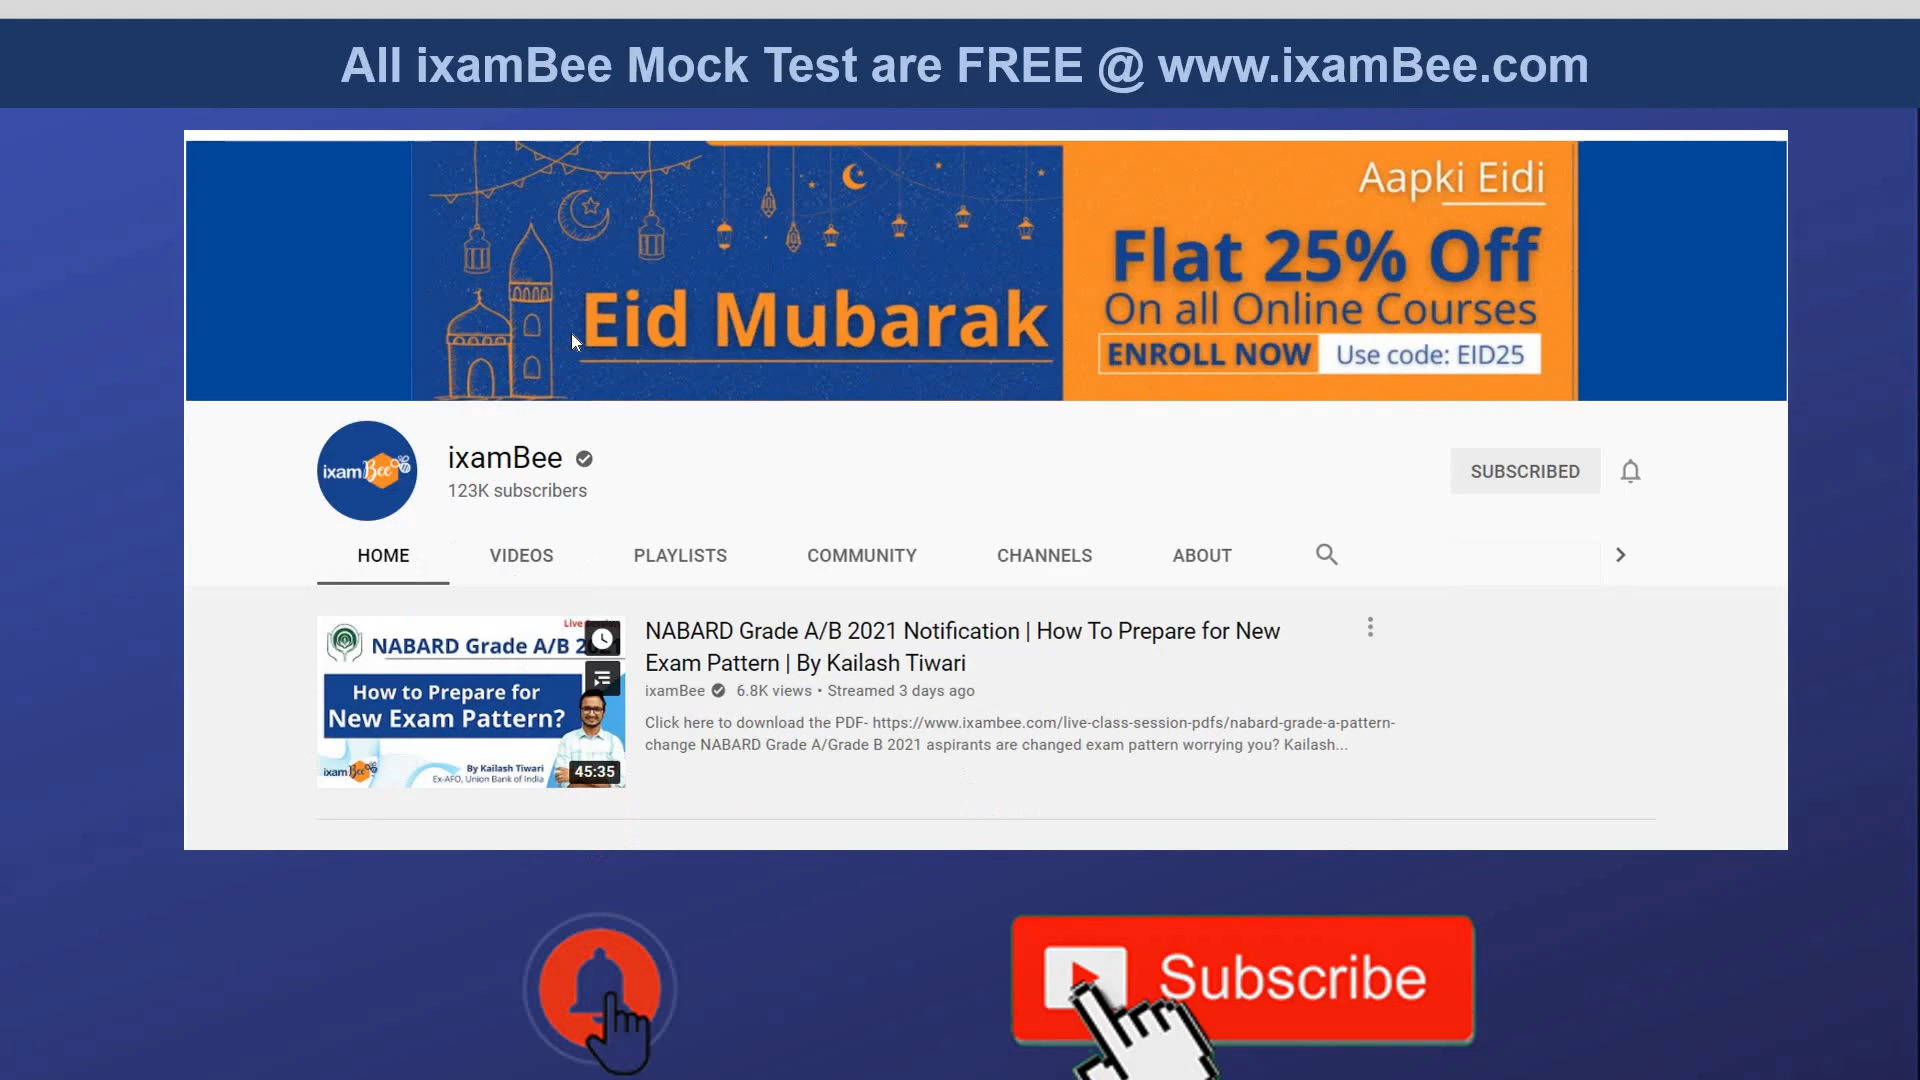 All ixamBee Mock Test are FREE @ www.ixamBee.com
Aapki Eidi
Flat 25% Off
On all Online Courses
ENROLL NOW Use code: EID25
Eid Mubarak
ixamBee
ixamBee
123K subscribers
SUBSCRIBED
HOME VIDEOS PLAYLISTS COMMUNITY CHANNELS ABOUT
Live
NABARD Grade A/B 2
How to Prepare for
New Exam Pattern?
ixamBee
By Kailash Tiwari
Ex-AFO, Union Bank of India
45:35
NABARD Grade A/B 2021 Notification | How To Prepare for New
Exam Pattern | By Kailash Tiwari
ixamBee 6.8K views • Streamed 3 days ago
Click here to download the PDF- https://www.ixambee.com/live-class-session-pdfs/nabard-grade-a-pattern-
change NABARD Grade A/Grade B 2021 aspirants are changed exam pattern worrying you? Kailash...
Subscribe